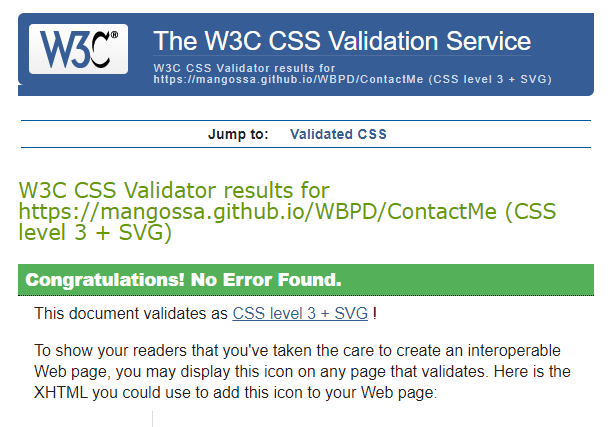 W3C®
The W3C CSS Validation Service
W3C CSS Validator results for
https://mangossa.github.io/WBPD/ContactMe (CSS level 3 + SVG)
Jump to: Validated CSS
W3C CSS Validator results for
https://mangossa.github.io/WBPD/ContactMe (CSS
level 3 + SVG)
Congratulations! No Error Found.
This document validates as CSS level 3 + SVG !
To show your readers that you've taken the care to create an interoperable
Web page, you may display this icon on any page that validates. Here is the
XHTML you could use to add this icon to your Web page: